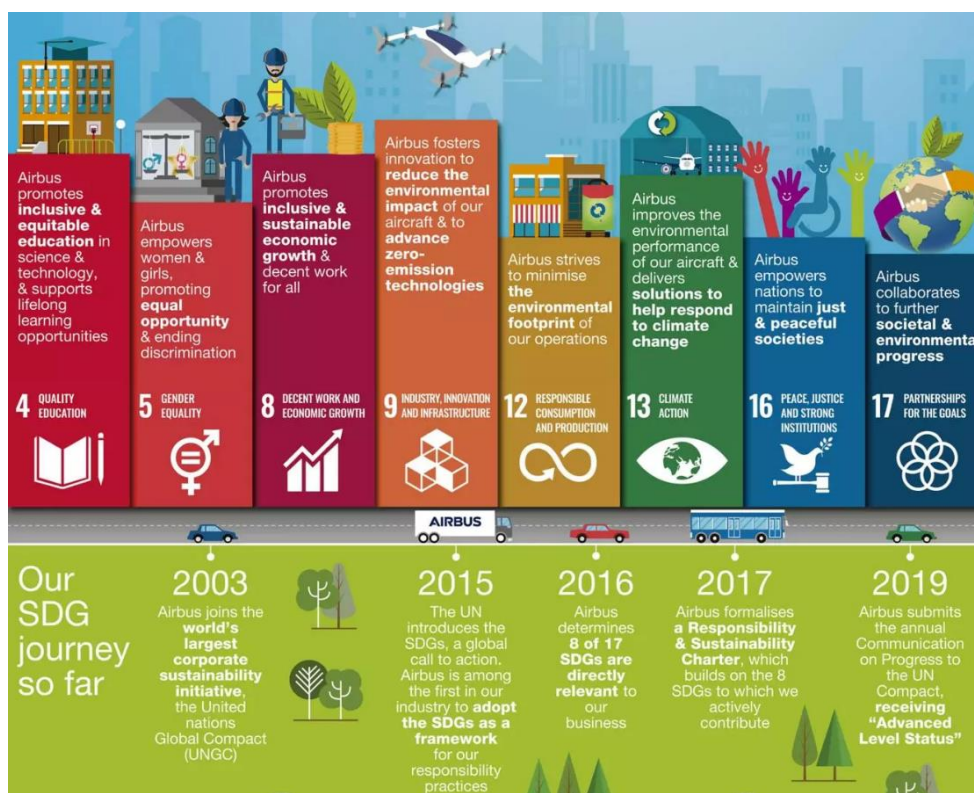 Airbus
promotes
inclusive &
equitable
education in
science &
technology,
& supports
lifelong
learning
opportunities
4 QUALITY
EDUCATION
Airbus
empowers
women &
girls,
promoting
equal
opportunity
& ending
discrimination
5 GENDER
EQUALITY
Airbus
promotes
inclusive &
sustainable
economic
growth &
decent work
for all
8 DECENT WORK AND
ECONOMIC GROWTH
Airbus fosters
innovation to
reduce the
environmental
impact of our
aircraft & to
advance
zero-
emission
technologies
9 INDUSTRY, INNOVATION
AND INFRASTRUCTURE
Airbus strives
to minimise
the
environmental
footprint of
our operations
12 RESPONSIBLE
CONSUMPTION
AND PRODUCTION
Airbus
improves the
environmental
performance
of our aircraft &
delivers
solutions to
help respond
to climate
change
13 CLIMATE
ACTION
Airbus
empowers
nations to
maintain just
& peaceful
societies
16 PEACE, JUSTICE
AND STRONG
INSTITUTIONS
Airbus
collaborates
to further
societal &
environmental
progress
17 PARTNERSHIPS
FOR THE GOALS
AIRBUS
Our
SDG
journey
so far
2003
Airbus joins the
world's
largest
corporate
sustainability
initiative,
the United
nations
Global Compact
(UNGC)
2015
The UN
introduces the
SDGs, a global
call to action.
Airbus is among
the first in our
industry to adopt
the SDGs as a
framework
for our
responsibility
practices
2016
Airbus
determines
8 of 17
SDGs are
directly
relevant to
our
business
2017
Airbus formalises
a Responsibility
& Sustainability
Charter, which
builds on the 8
SDGs to which we
actively
contribute
2019
Airbus submits
the annual
Communication
on Progress to
the UN
Compact,
receiving
"Advanced
Level Status"